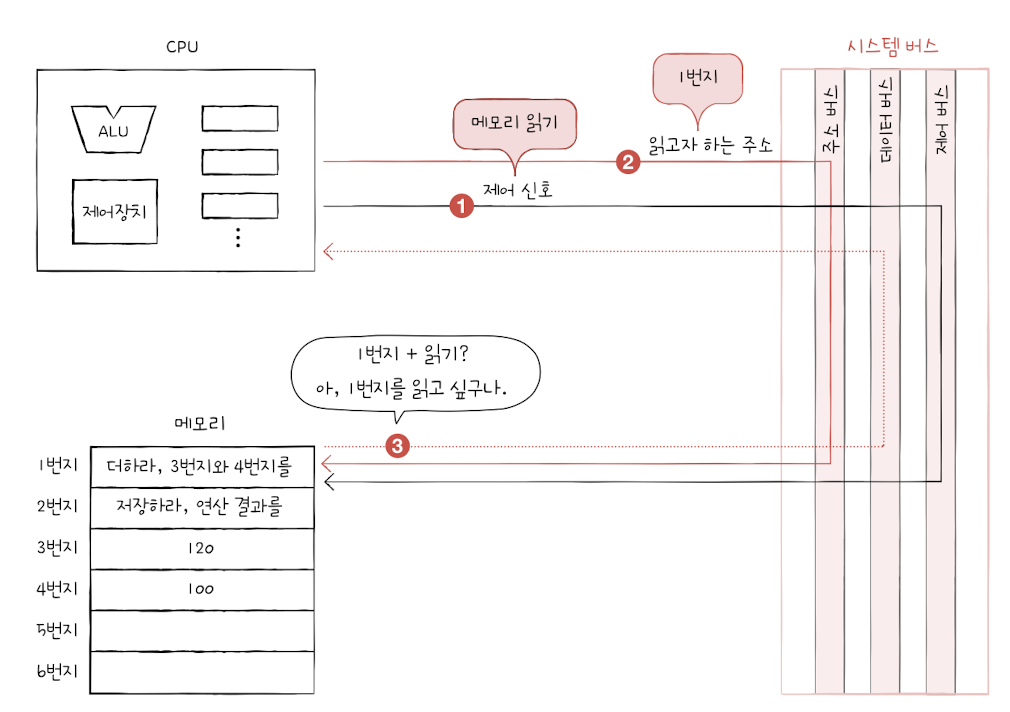 CPU
시스템 버스
ALU
제어장치
메모리 읽기
1번지
2
읽고자 하는 주소
1
제어 신호
주소 버스
데이터 버스
제어 버스
1번지 + 읽기?
아, 1번지를 읽고 싶구나.
3
메모리
1번지
더하라, 3번지와 4번지를
2번지
저장하라, 연산 결과를
3번지
120
4번지
100
5번지
6번지